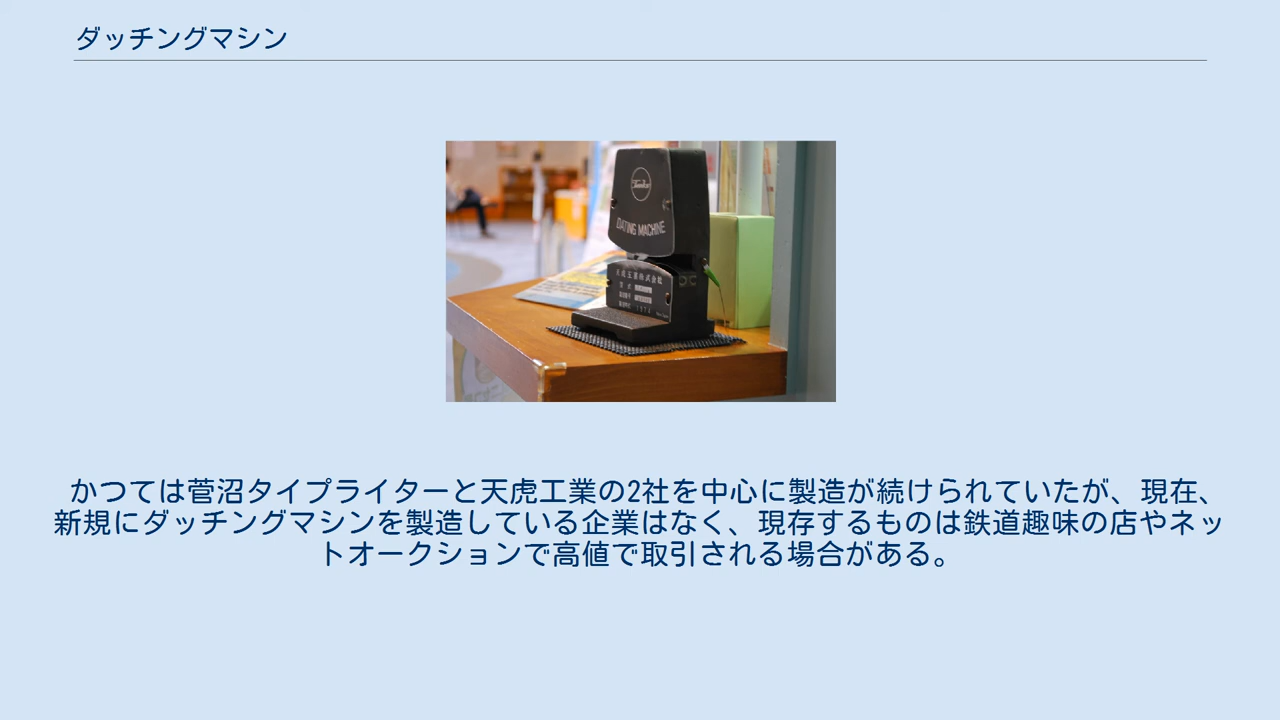 ダッチングマシン
Tenko
DATING MACHINE
天虎工業株式会社
かつては菅沼タイプライターと天虎工業の2社を中心に製造が続けられていたが、現在、
新規にダッチングマシンを製造している企業はなく、現存するものは鉄道趣味の店やネッ
トオークションで高値で取引される場合がある。